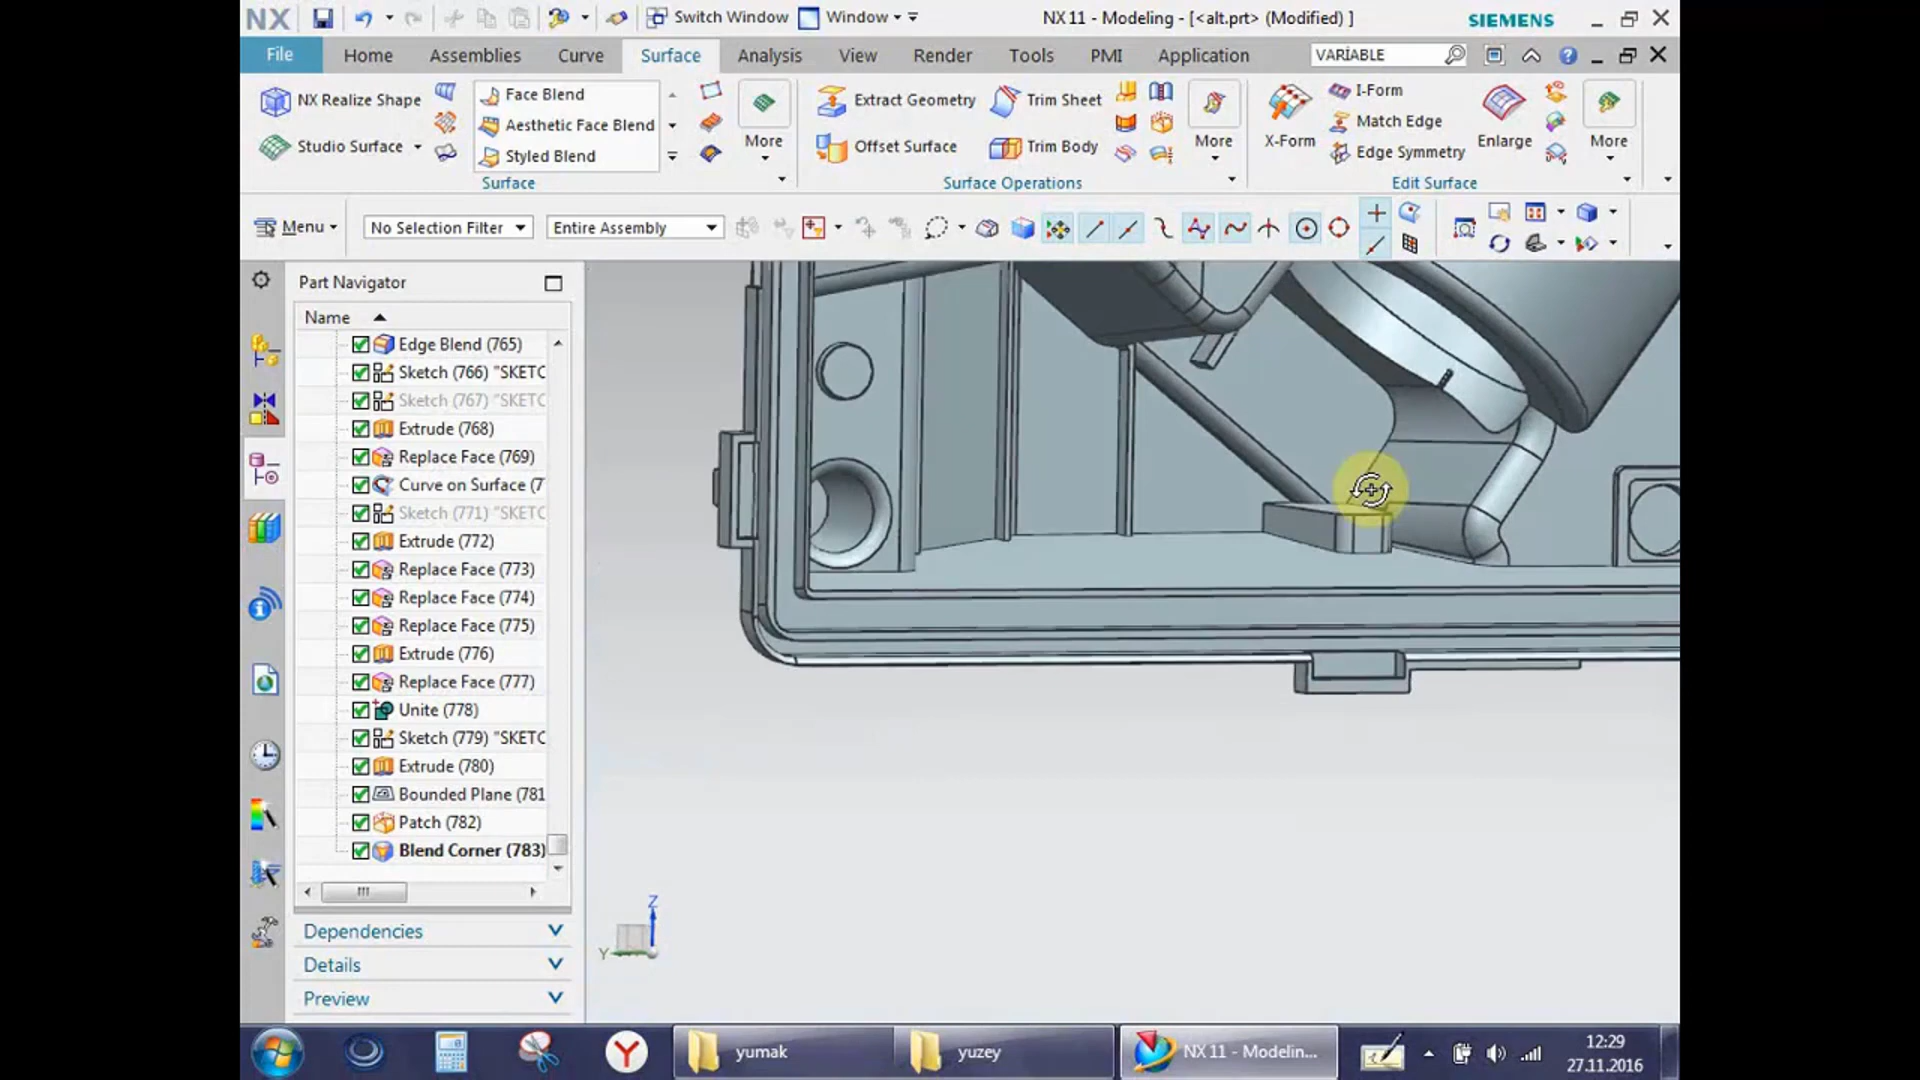 NX
Switch Window
Window
NX 11 - Modeling - [<alt.prt> (Modified) ]
SIEMENS
File
Home
Assemblies
Curve
Surface
Analysis
View
Render
Tools
PMI
Application
VARİABLE
NX Realize Shape
Studio Surface
Face Blend
Aesthetic Face Blend
Styled Blend
More
Surface
Extract Geometry
Offset Surface
Trim Sheet
Trim Body
More
Surface Operations
X-Form
I-Form
Match Edge
Edge Symmetry
Enlarge
More
Edit Surface
Menu
No Selection Filter
Entire Assembly
Part Navigator
Name
Edge Blend (765)
Sketch (766) "SKETC
Sketch (767) "SKETC
Extrude (768)
Replace Face (769)
Curve on Surface (7
Sketch (771) "SKETC
Extrude (772)
Replace Face (773)
Replace Face (774)
Replace Face (775)
Extrude (776)
Replace Face (777)
Unite (778)
Sketch (779) "SKETC
Extrude (780)
Bounded Plane (781
Patch (782)
Blend Corner (783)
Dependencies
Details
Preview
Z
Y
yumak
yuzey
NX 11 - Modelin...
12:29
27.11.2016